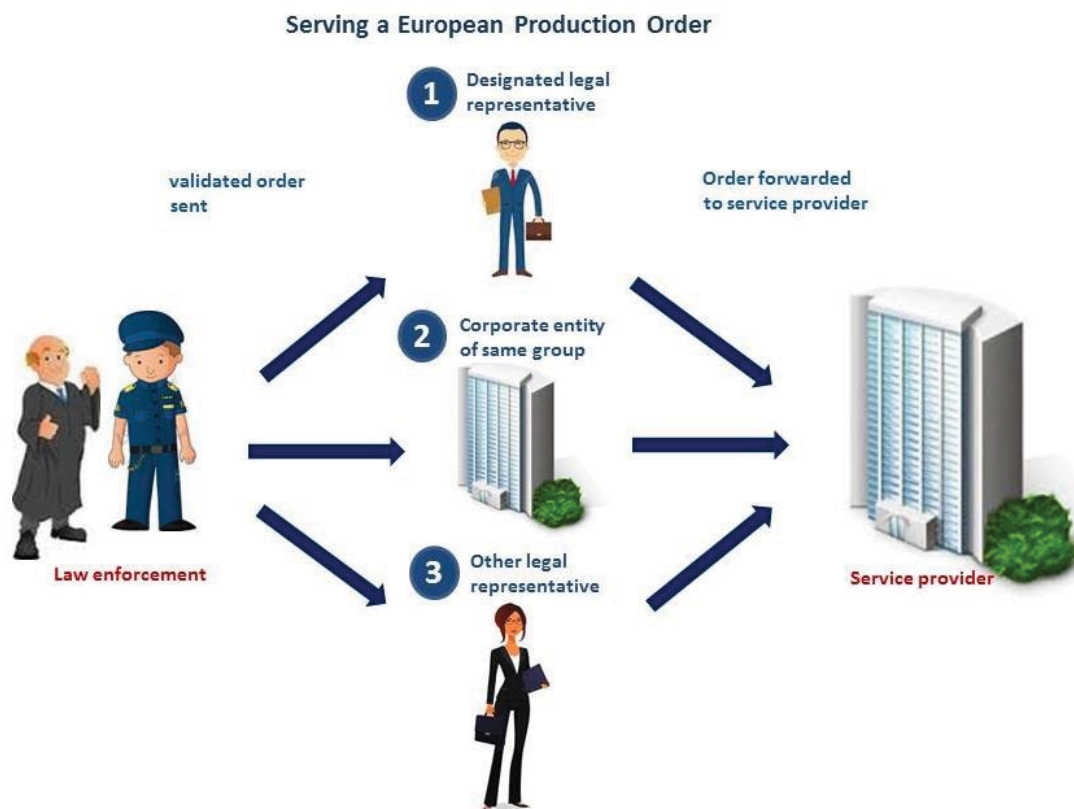 Serving a European Production Order
1 Designated legal
representative
validated order
sent
Order forwarded
to service provider
2 Corporate entity
of same group
Law enforcement
3 Other legal
representative
Service provider